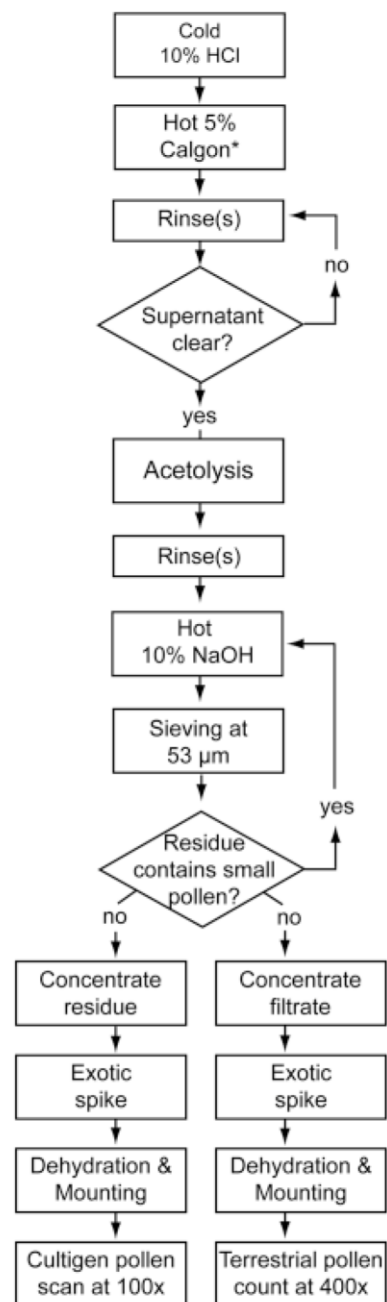 Cold
10% HCl
Hot 5%
Calgon*
Rinse(s)
no
Supernatant
clear?
yes
Acetolysis
Rinse(s)
Hot
10% NaOH
Sieving at
53 µm
yes
Residue
contains small
pollen?
no
no
Concentrate
residue
Concentrate
filtrate
Exotic
spike
Exotic
spike
Dehydration &
Mounting
Dehydration &
Mounting
Cultigen pollen
scan at 100x
Terrestrial pollen
count at 400x